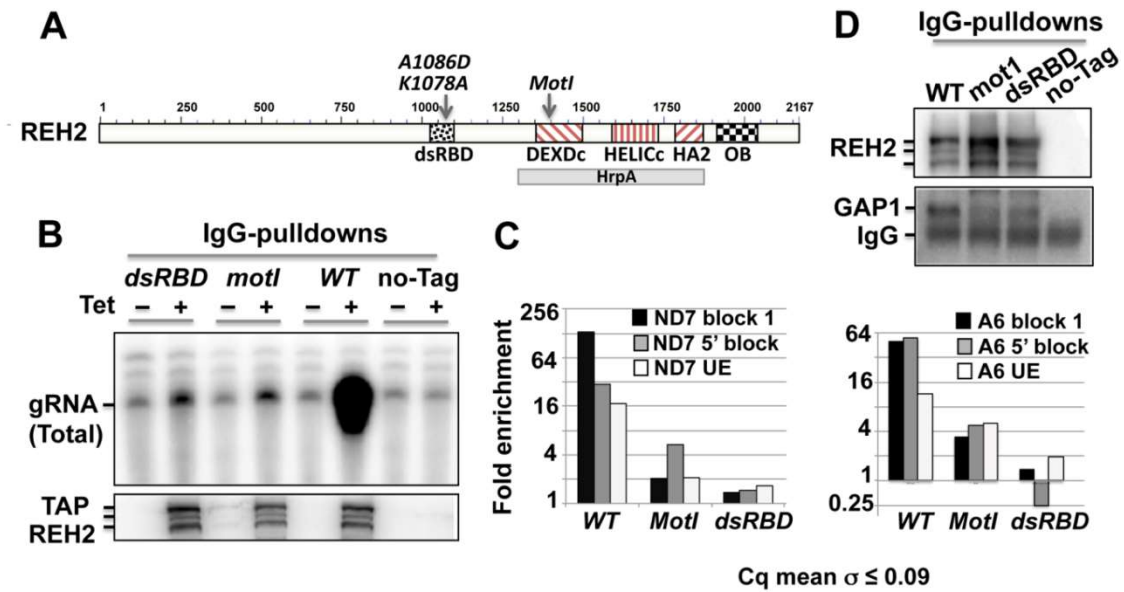 A
A1086D
K1078A
MotI
1 250 500 750 1000 1250 1500 1750 2000 2167
REH2
dsRBD DEXDc HELICc HA2 OB
HrpA
B
IgG-pulldowns
dsRBD motI WT no-Tag
Tet – + – + – + – +
gRNA
(Total)
TAP
REH2
C
Fold enrichment
256
64
16
4
1
ND7 block 1
ND7 5' block
ND7 UE
WT MotI dsRBD
64
16
4
1
0.25
A6 block 1
A6 5' block
A6 UE
WT MotI dsRBD
Cq mean σ ≤ 0.09
D
IgG-pulldowns
WT mot1 dsRBD no-Tag
REH2
GAP1
IgG